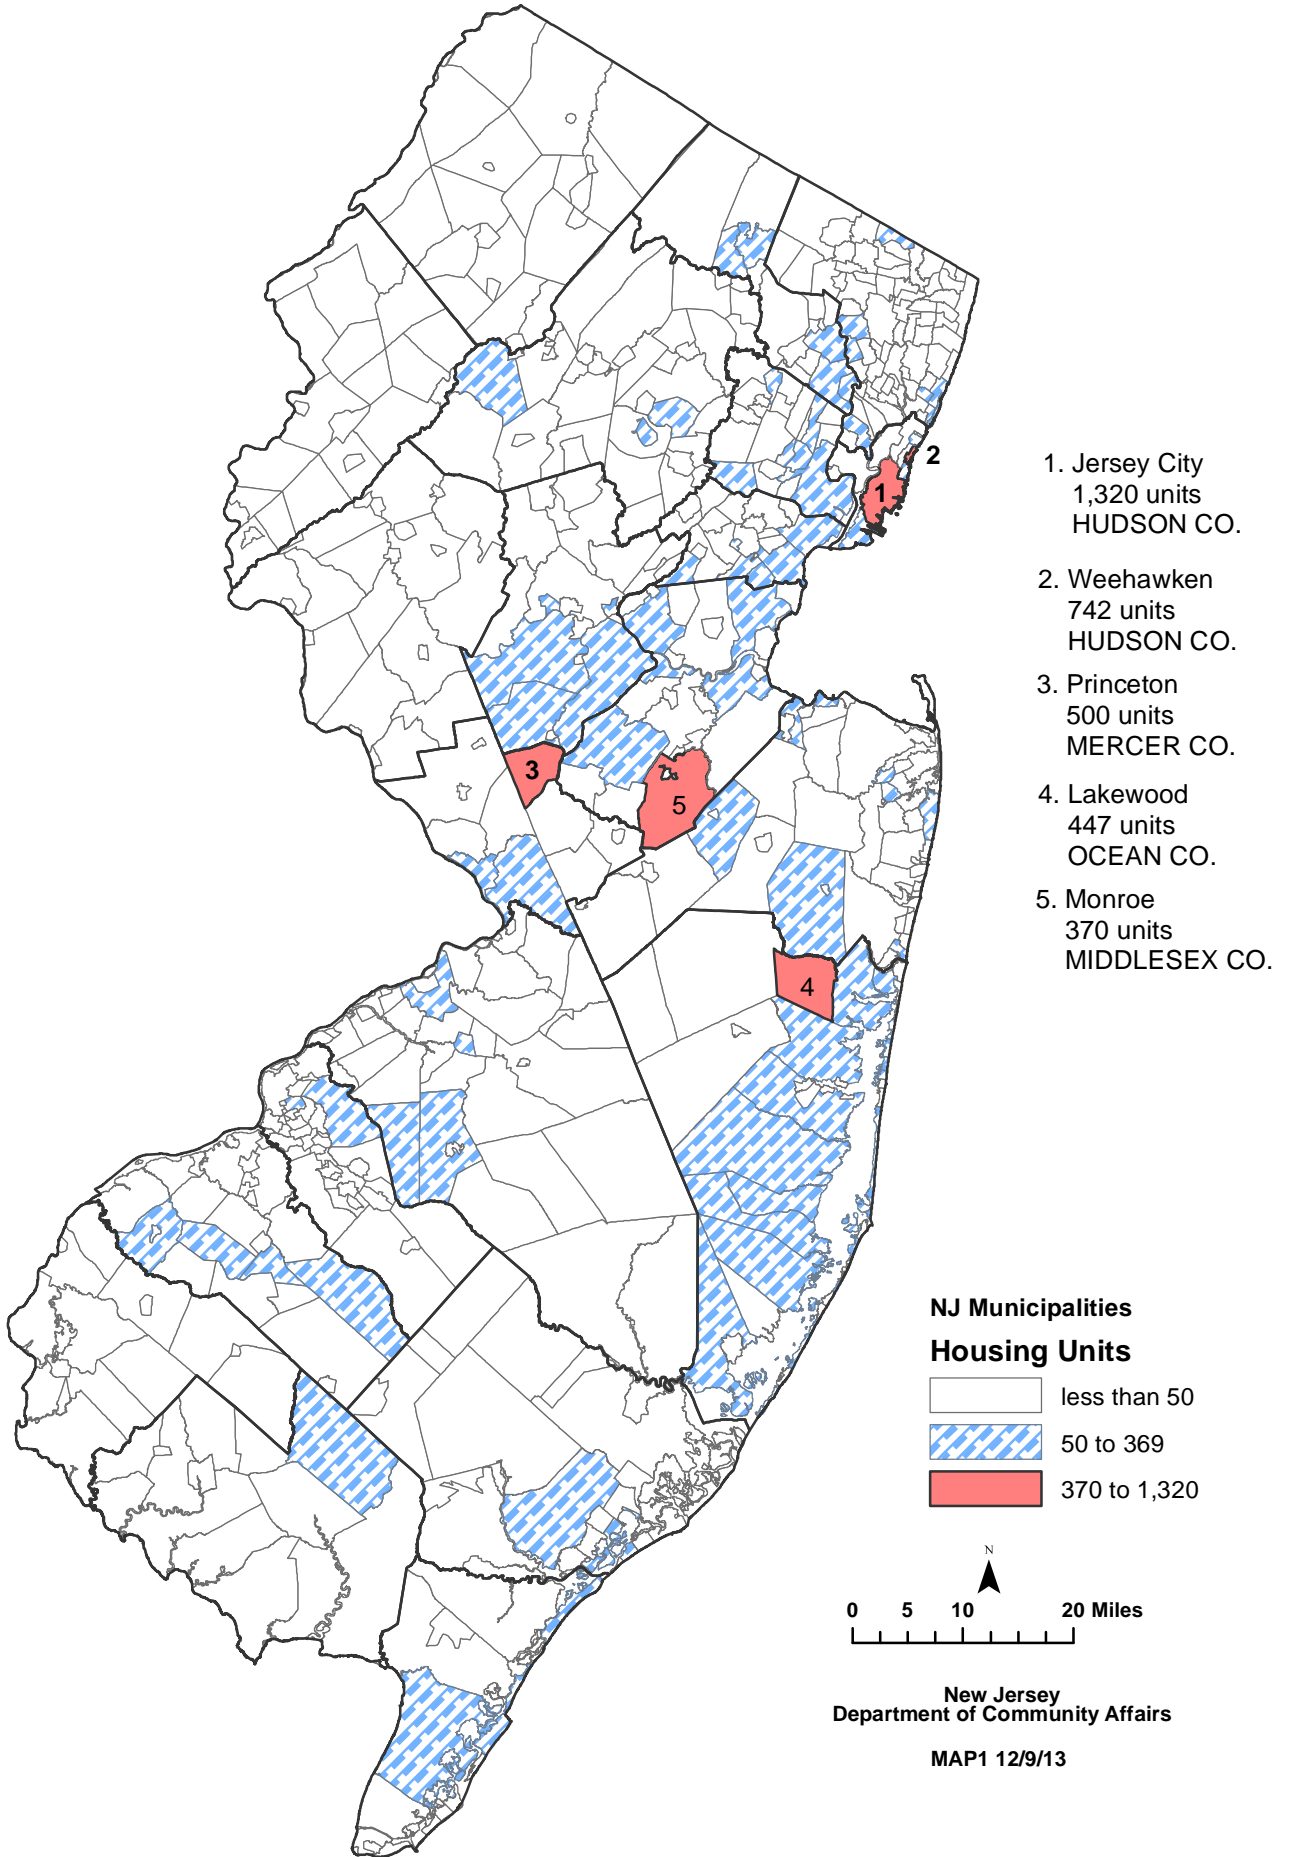 2
1
1. Jersey City
1,320 units
HUDSON CO.
2. Weehawken
742 units
HUDSON CO.
3. Princeton
500 units
MERCER CO.
3
5
4. Lakewood
447 units
OCEAN CO.
5. Monroe
370 units
MIDDLESEX CO.
4
NJ Municipalities
Housing Units
less than 50
50 to 369
370 to 1,320
N
0 5 10 20 Miles
New Jersey
Department of Community Affairs
MAP1 12/9/13